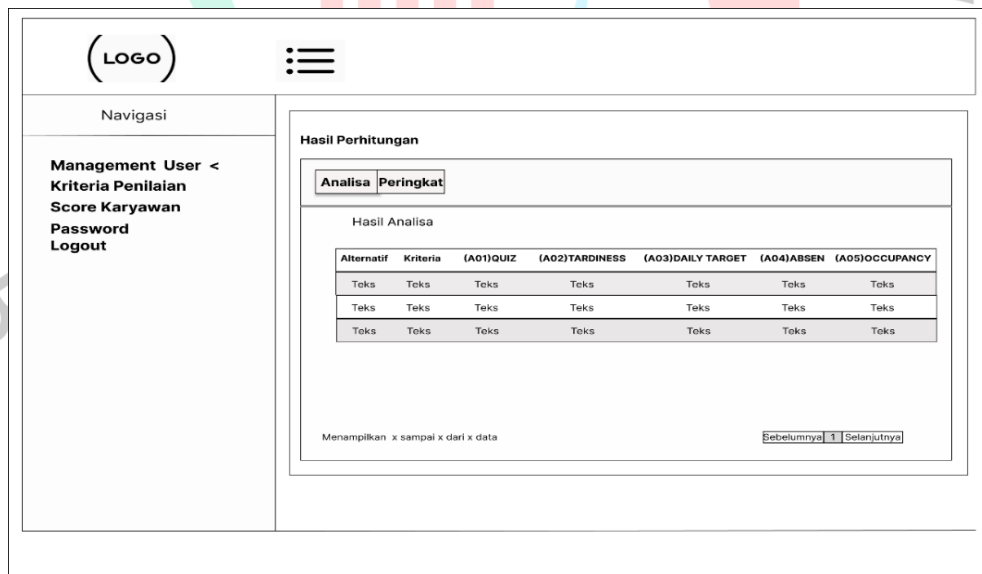 LOGO
Navigasi
Management User <
Kriteria Penilaian
Score Karyawan
Password
Logout
Hasil Perhitungan
Analisa Peringkat
Hasil Analisa
Alternatif Kriteria (A01)QUIZ (A02)TARDINESS (A03)DAILY TARGET (A04)ABSEN (A05)OCCUPANCY
Teks Teks Teks Teks Teks Teks Teks
Teks Teks Teks Teks Teks Teks Teks
Teks Teks Teks Teks Teks Teks Teks
Menampilkan x sampai x dari x data
Sebelumnya 1 Selanjutnya